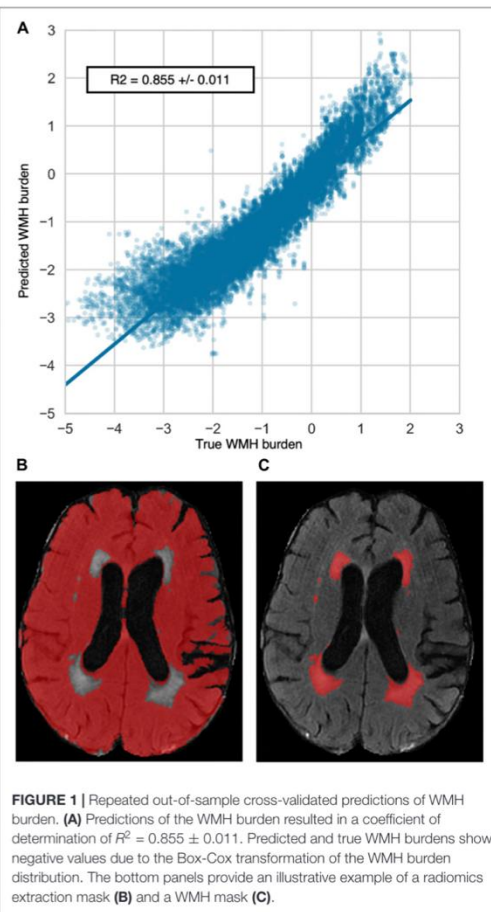 A
3
2
1
0
−1
−2
−3
−4
−5
R2 = 0.855 +/- 0.011
Predicted WMH burden
−5 −4 −3 −2 −1 0 1 2 3
True WMH burden
B
C
FIGURE 1 | Repeated out-of-sample cross-validated predictions of WMH
burden. (A) Predictions of the WMH burden resulted in a coefficient of
determination of R² = 0.855 ± 0.011. Predicted and true WMH burdens show
negative values due to the Box-Cox transformation of the WMH burden
distribution. The bottom panels provide an illustrative example of a radiomics
extraction mask (B) and a WMH mask (C).